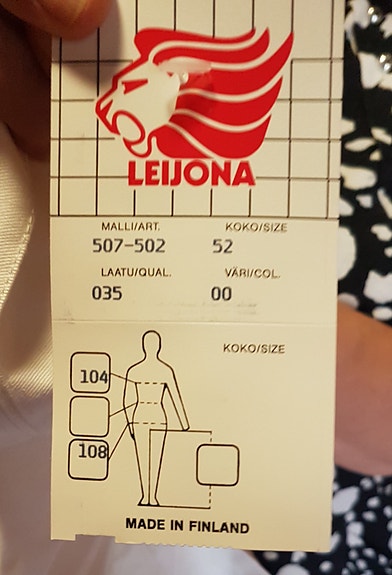 LEIJONA
MALLI/ART. KOKO/SIZE
507-502 52
LAATU/QUAL. VÄRI/COL.
035 00
KOKO/SIZE
104
108
MADE IN FINLAND